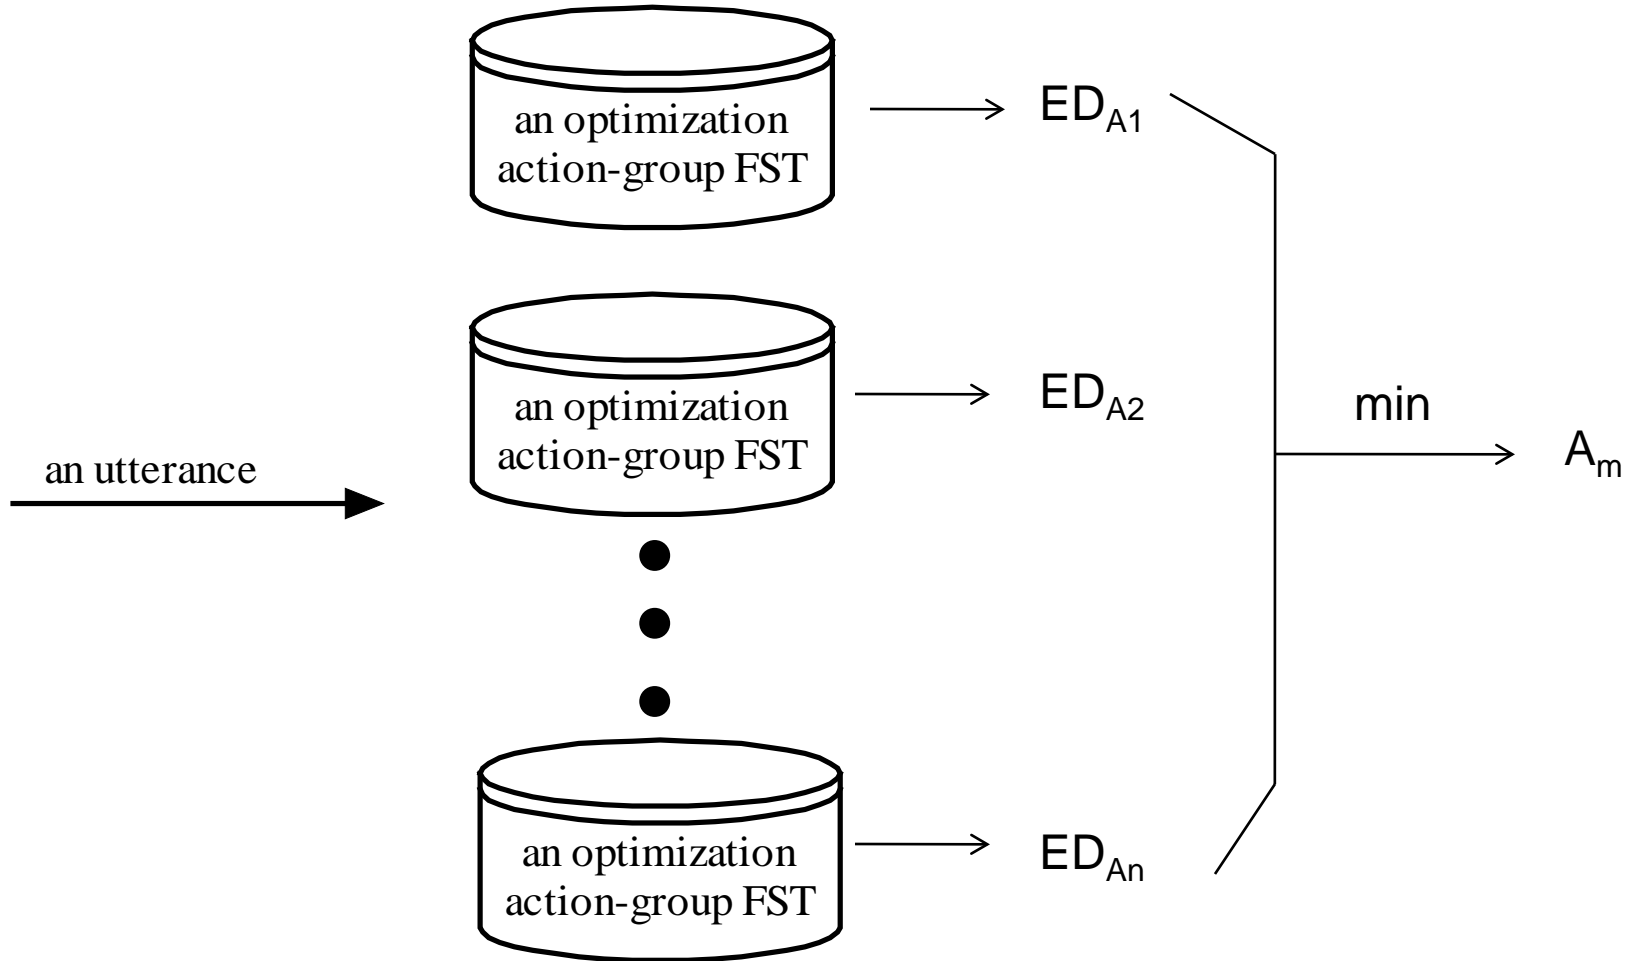 an optimization
action-group FST
ED_A1
an optimization
action-group FST
ED_A2
min
an utterance
A_m
an optimization
action-group FST
ED_An